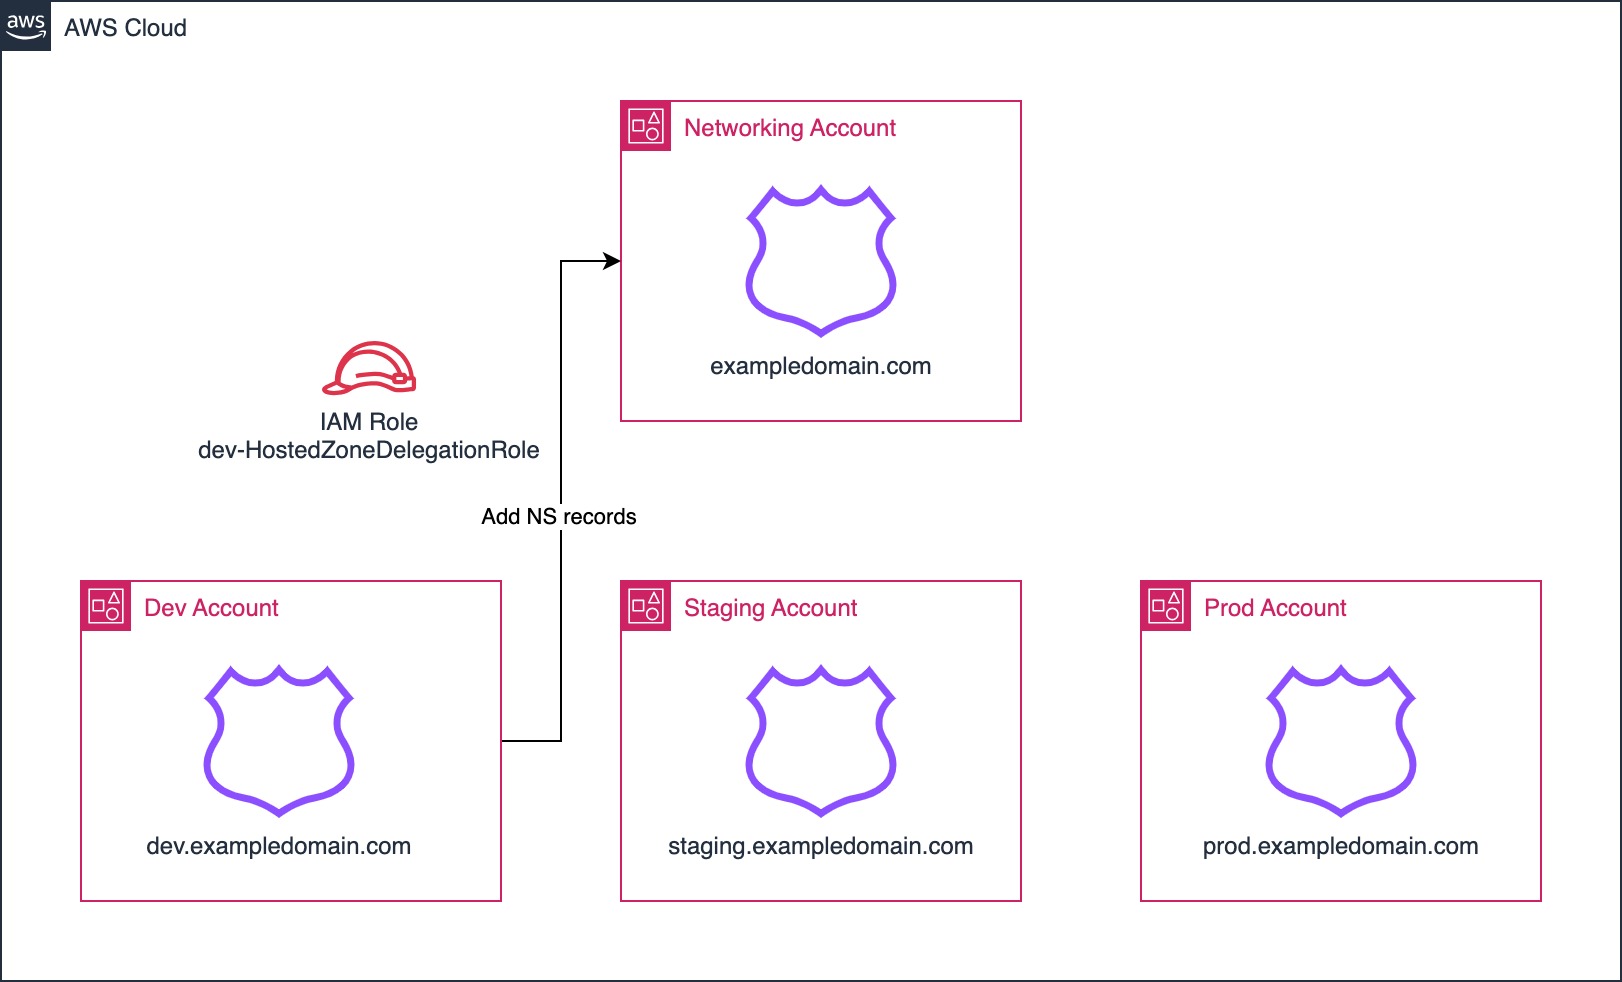 aws
AWS Cloud
Networking Account
exampledomain.com
IAM Role
dev-HostedZoneDelegationRole
Add NS records
Dev Account
dev.exampledomain.com
Staging Account
staging.exampledomain.com
Prod Account
prod.exampledomain.com